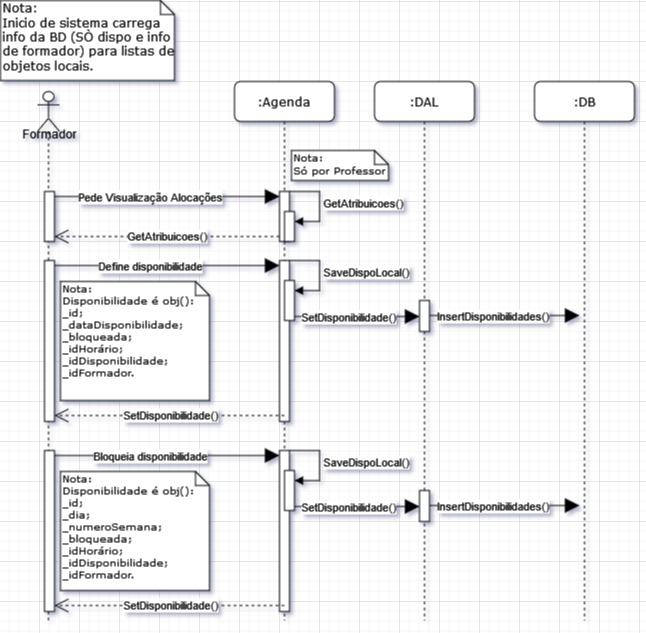 Nota:
Inicio de sistema carrega
info da BD (SÒ dispo e info
de formador) para listas de
objetos locais.
:Agenda
:DAL
:DB
Formador
Nota:
Só por Professor
Pede Visualização Alocações
GetAtribuicoes()
GetAtribuicoes()
Define disponibilidade
SaveDispoLocal()
Nota:
Disponibilidade é obj():
_id;
_dataDisponibilidade;
_bloqueada;
_idHorário;
_idDisponibilidade;
_idFormador.
SetDisponibilidade()
InsertDisponibilidades()
SetDisponibilidade()
Bloqueia disponibilidade
SaveDispoLocal()
Nota:
Disponibilidade é obj():
_id;
_dia;
_numeroSemana;
_bloqueada;
_idHorário;
_idDisponibilidade;
_idFormador.
SetDisponibilidade()
InsertDisponibilidades()
SetDisponibilidade()